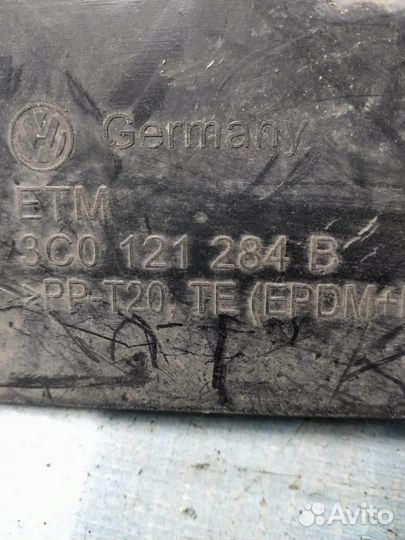 Germany
ETM
3C0 121 284 B
>PP-T20, TE (EPDM+
Avito